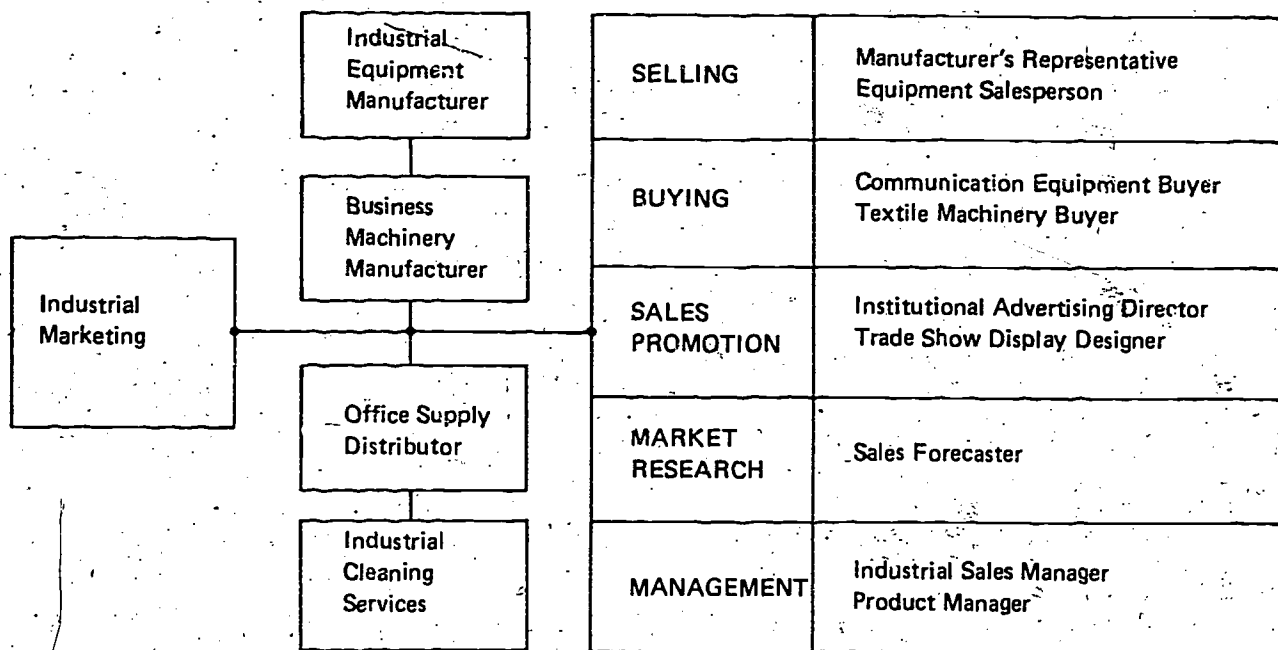 Industrial
Marketing
Industrial
Equipment
Manufacturer
Business
Machinery
Manufacturer
Office Supply
Distributor
Industrial
Cleaning
Services
SELLING
Manufacturer's Representative
Equipment Salesperson
BUYING
Communication Equipment Buyer
Textile Machinery Buyer
SALES
PROMOTION
Institutional Advertising Director
Trade Show Display Designer
MARKET
RESEARCH
Sales Forecaster
MANAGEMENT
Industrial Sales Manager
Product Manager